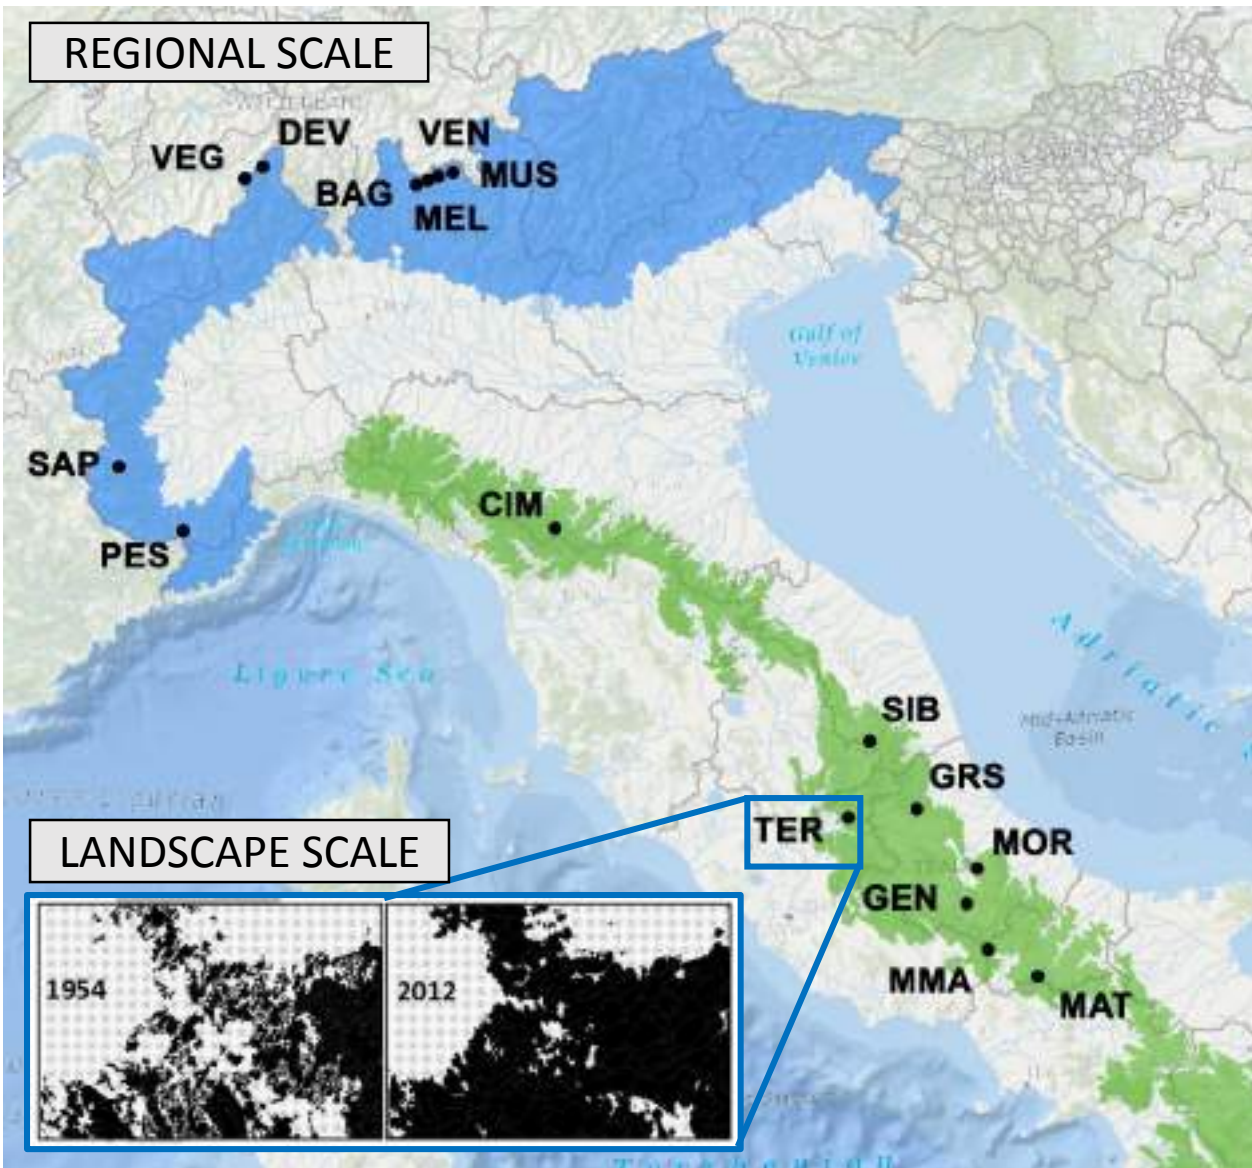 REGIONAL SCALE
DEV
VEN
VEG
MUS
BAG
MEL
Gulf of
Venice
SAP
CIM
PES
Adriatic
Ligure Sea
SIB
Mid-Adriatic
Basin
GRS
TER
MOR
LANDSCAPE SCALE
GEN
MMA
MAT
1954
2012